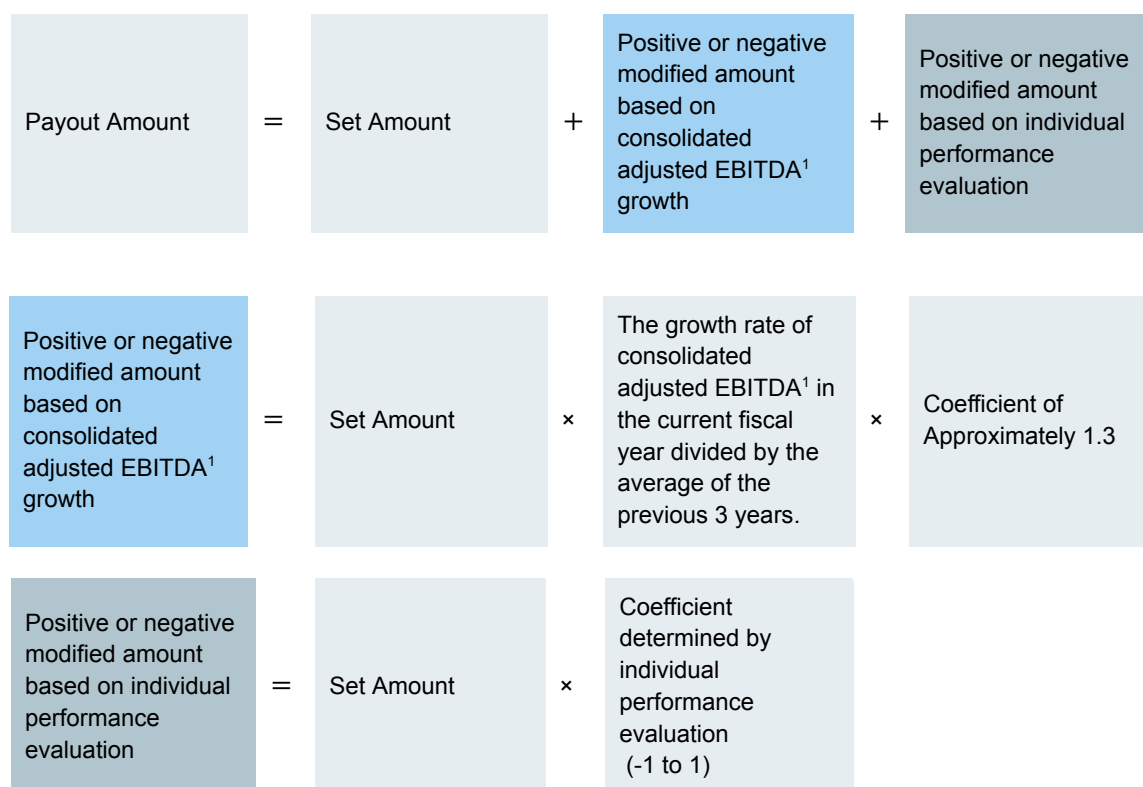 Payout Amount
=
Set Amount
+
Positive or negative
modified amount
based on
consolidated
adjusted EBITDA¹
growth
+
Positive or negative
modified amount
based on individual
performance
evaluation
Positive or negative
modified amount
based on
consolidated
adjusted EBITDA¹
growth
=
Set Amount
×
The growth rate of
consolidated
adjusted EBITDA¹ in
the current fiscal
year divided by the
average of the
previous 3 years.
×
Coefficient of
Approximately 1.3
Positive or negative
modified amount
based on individual
performance
evaluation
=
Set Amount
×
Coefficient
determined by
individual
performance
evaluation
(-1 to 1)